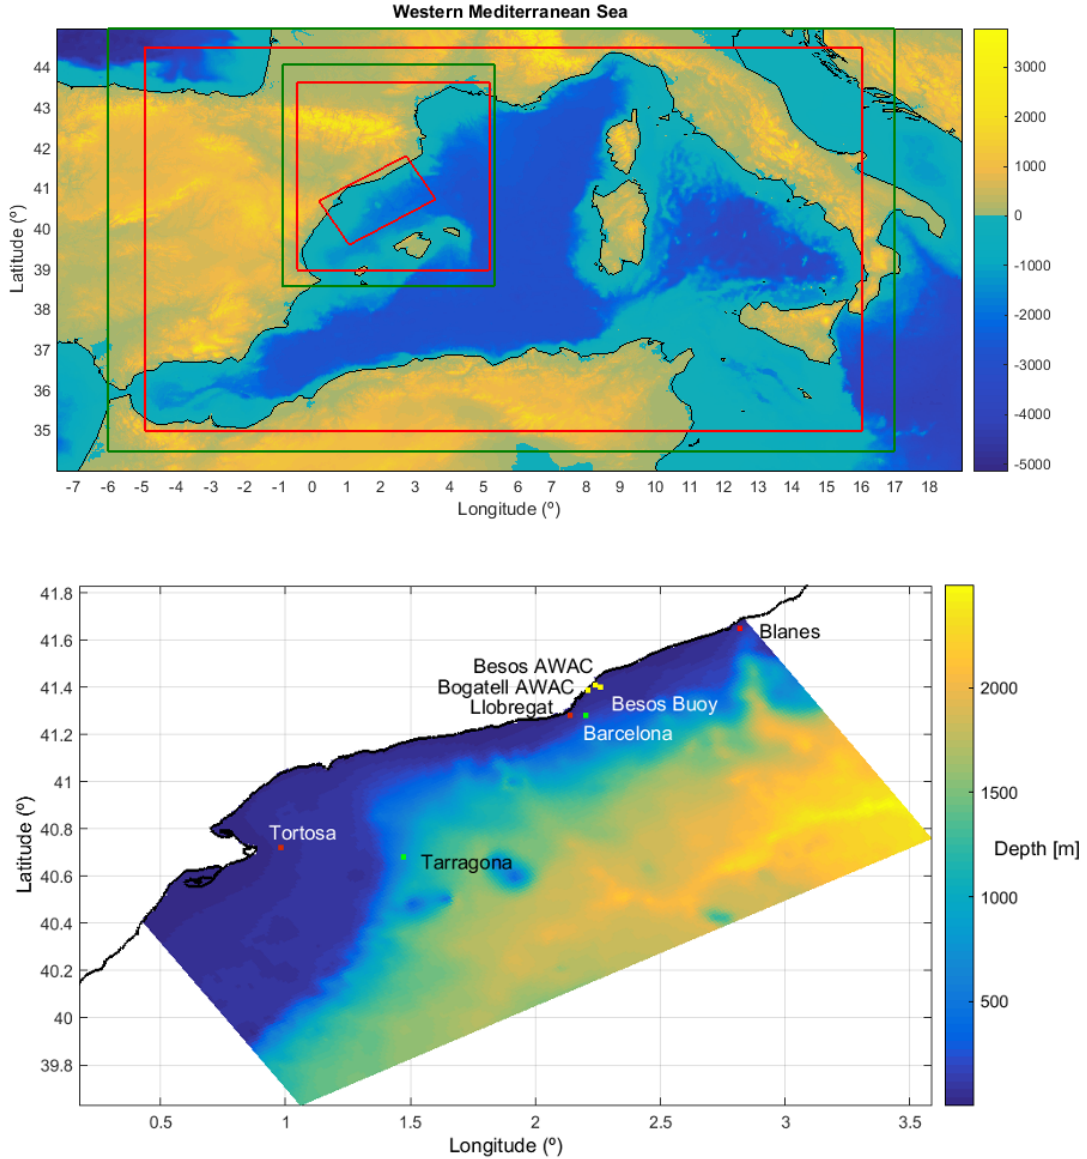 Western Mediterranean Sea
44
43
42
41
40
39
38
37
36
35
Latitude (º)
3000
2000
1000
0
-1000
-2000
-3000
-4000
-5000
-7 -6 -5 -4 -3 -2 -1 0 1 2 3 4 5 6 7 8 9 10 11 12 13 14 15 16 17 18
Longitude (º)
41.8
41.6
41.4
41.2
41
40.8
40.6
40.4
40.2
40
39.8
Latitude (º)
Blanes
Besos AWAC
Bogatell AWAC
Llobregat
Besos Buoy
Barcelona
Tortosa
Tarragona
2000
1500
1000
500
Depth [m]
0.5 1 1.5 2 2.5 3 3.5
Longitude (º)